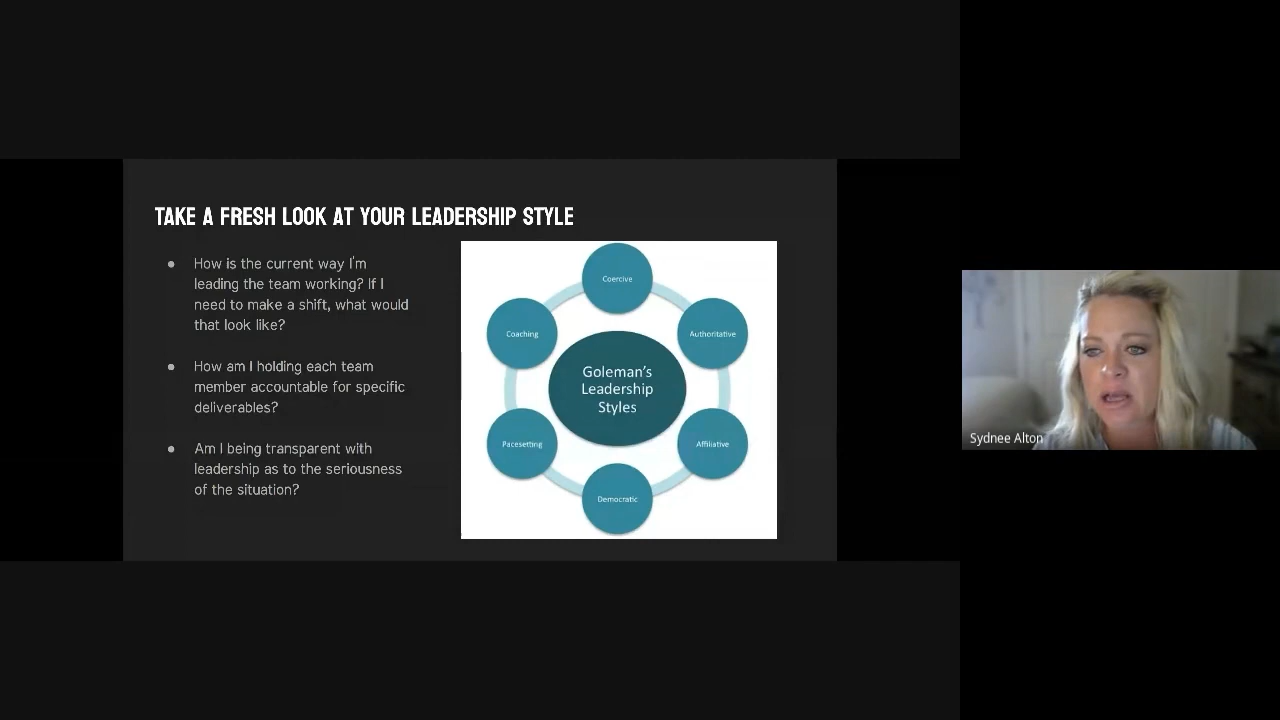 TAKE A FRESH LOOK AT YOUR LEADERSHIP STYLE
How is the current way I'm
leading the team working? If I
need to make a shift, what would
that look like?
How am I holding each team
member accountable for specific
deliverables?
Am I being transparent with
leadership as to the seriousness
of the situation?
Coercive
Authoritative
Affiliative
Democratic
Pacesetting
Coaching
Goleman's
Leadership
Styles
Sydnee Alton